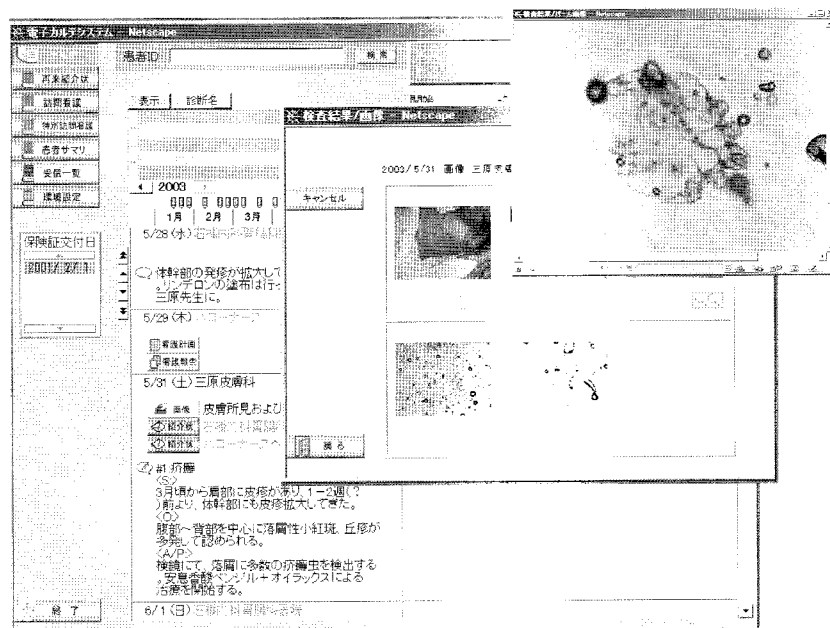 電子カルテシステム - Netscape
患者ID
検索
再来紹介状
訪問看護
特別訪問看護
患者サマリ
受信一覧
環境設定
表示
診断名
2003
1月
2月
3月
保険証交付日
2001/ 2/ 1
5/28(水)
体幹部の発疹が拡大して
。リンデロンの塗布は行っ
三原先生に。
5/29(木)
看護計画
看護報告
5/31(土)三原皮膚科
画像
皮膚所見および
紹介状
紹介状
#1 疥癬
<S>
3月頃から肩部に皮疹があり、1-2週(?
)前より、体幹部にも皮疹拡大してきた。
<O>
腹部~背部を中心に落屑性小紅斑、丘疹が
多発して認められる。
<A/P>
検鏡にて、落屑に多数の疥癬虫を検出する
。安息香酸ベンジル+オイラックスによる
治療を開始する。
6/1(日)
終了
検査結果/画像 - Netscape
2003/5/31 画像 三原皮膚
キャンセル
戻る
Netscape